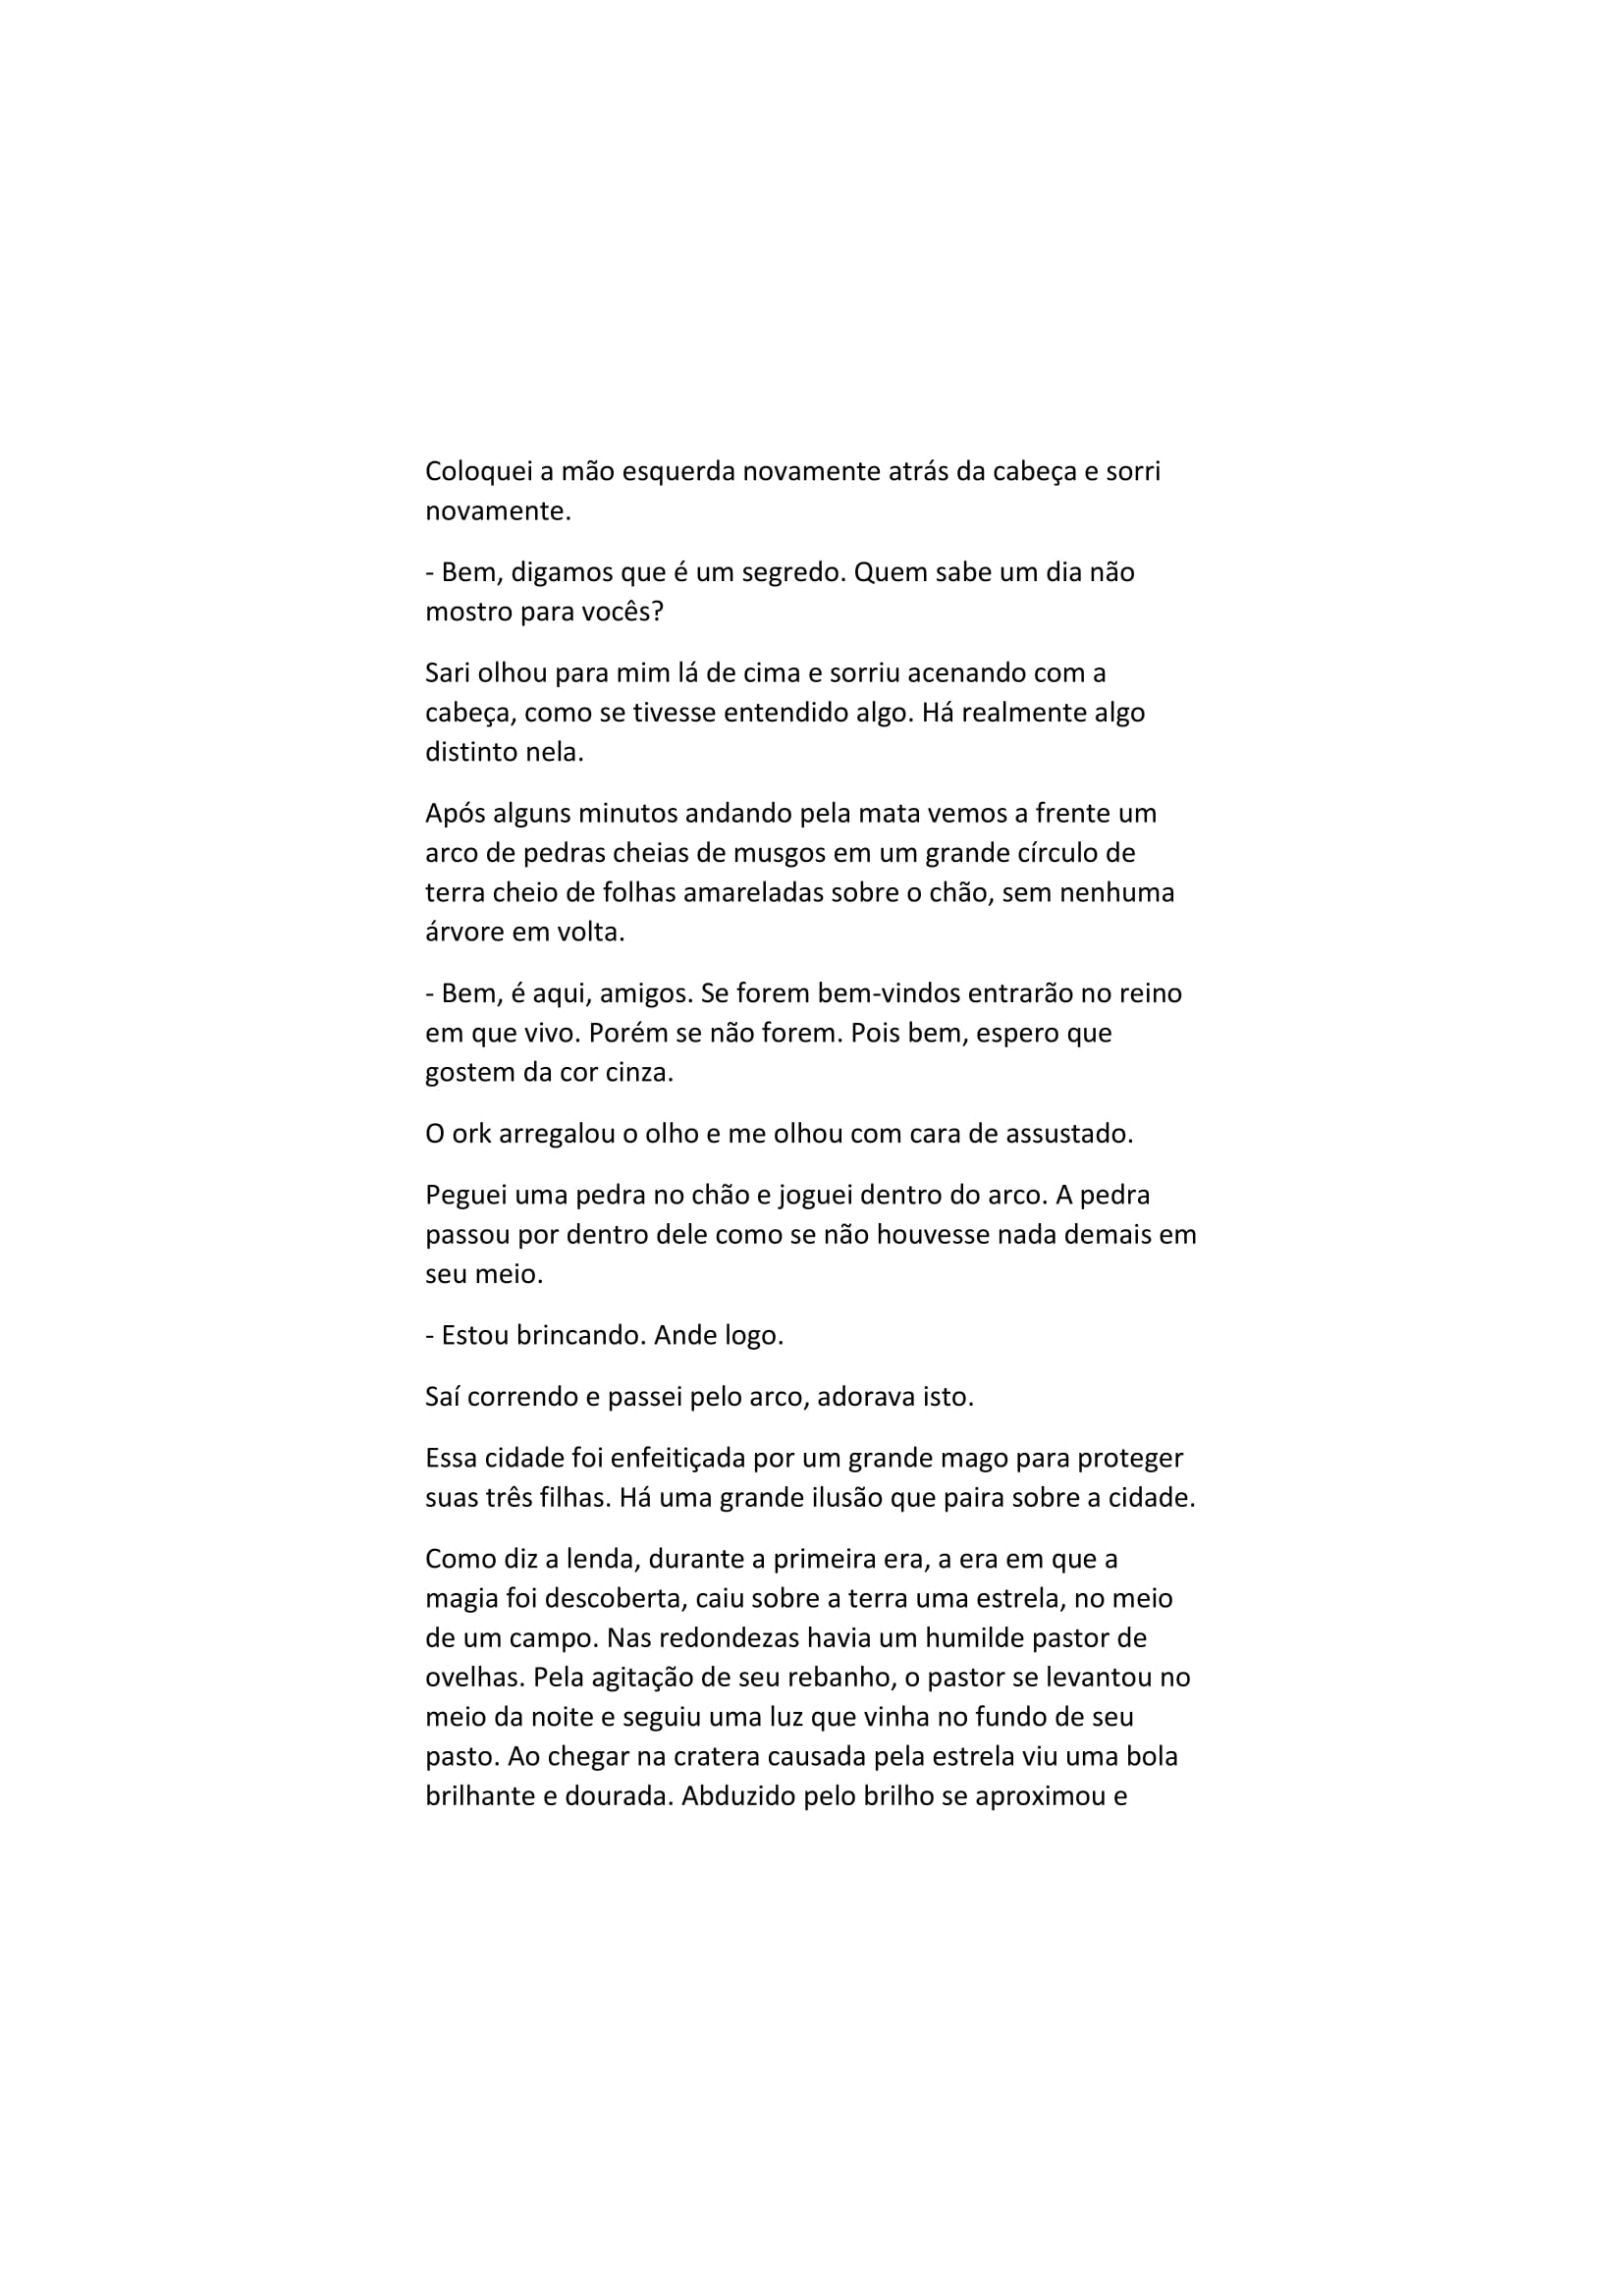 Coloquei a mão esquerda novamente atrás da cabeça e sorri
novamente.
- Bem, digamos que é um segredo. Quem sabe um dia não
mostro para vocês?
Sari olhou para mim lá de cima e sorriu acenando com a
cabeça, como se tivesse entendido algo. Há realmente algo
distinto nela.
Após alguns minutos andando pela mata vemos a frente um
arco de pedras cheias de musgos em um grande círculo de
terra cheio de folhas amareladas sobre o chão, sem nenhuma
árvore em volta.
- Bem, é aqui, amigos. Se forem bem-vindos entrarão no reino
em que vivo. Porém se não forem. Pois bem, espero que
gostem da cor cinza.
O ork arregalou o olho e me olhou com cara de assustado.
Peguei uma pedra no chão e joguei dentro do arco. A pedra
passou por dentro dele como se não houvesse nada demais em
seu meio.
- Estou brincando. Ande logo.
Saí correndo e passei pelo arco, adorava isto.
Essa cidade foi enfeitiçada por um grande mago para proteger
suas três filhas. Há uma grande ilusão que paira sobre a cidade.
Como diz a lenda, durante a primeira era, a era em que a
magia foi descoberta, caiu sobre a terra uma estrela, no meio
de um campo. Nas redondezas havia um humilde pastor de
ovelhas. Pela agitação de seu rebanho, o pastor se levantou no
meio da noite e seguiu uma luz que vinha no fundo de seu
pasto. Ao chegar na cratera causada pela estrela viu uma bola
brilhante e dourada. Abduzido pelo brilho se aproximou e